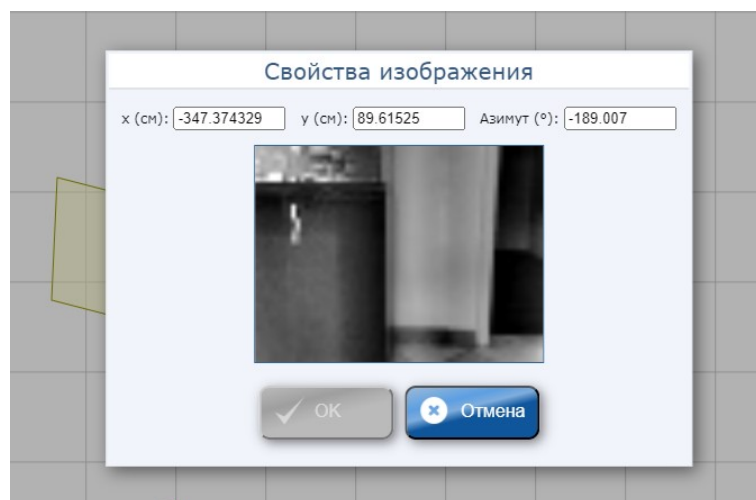 Свойства изображения
x (см): -347.374329 y (см): 89.61525 Азимут (°): -189.007
OK Отмена